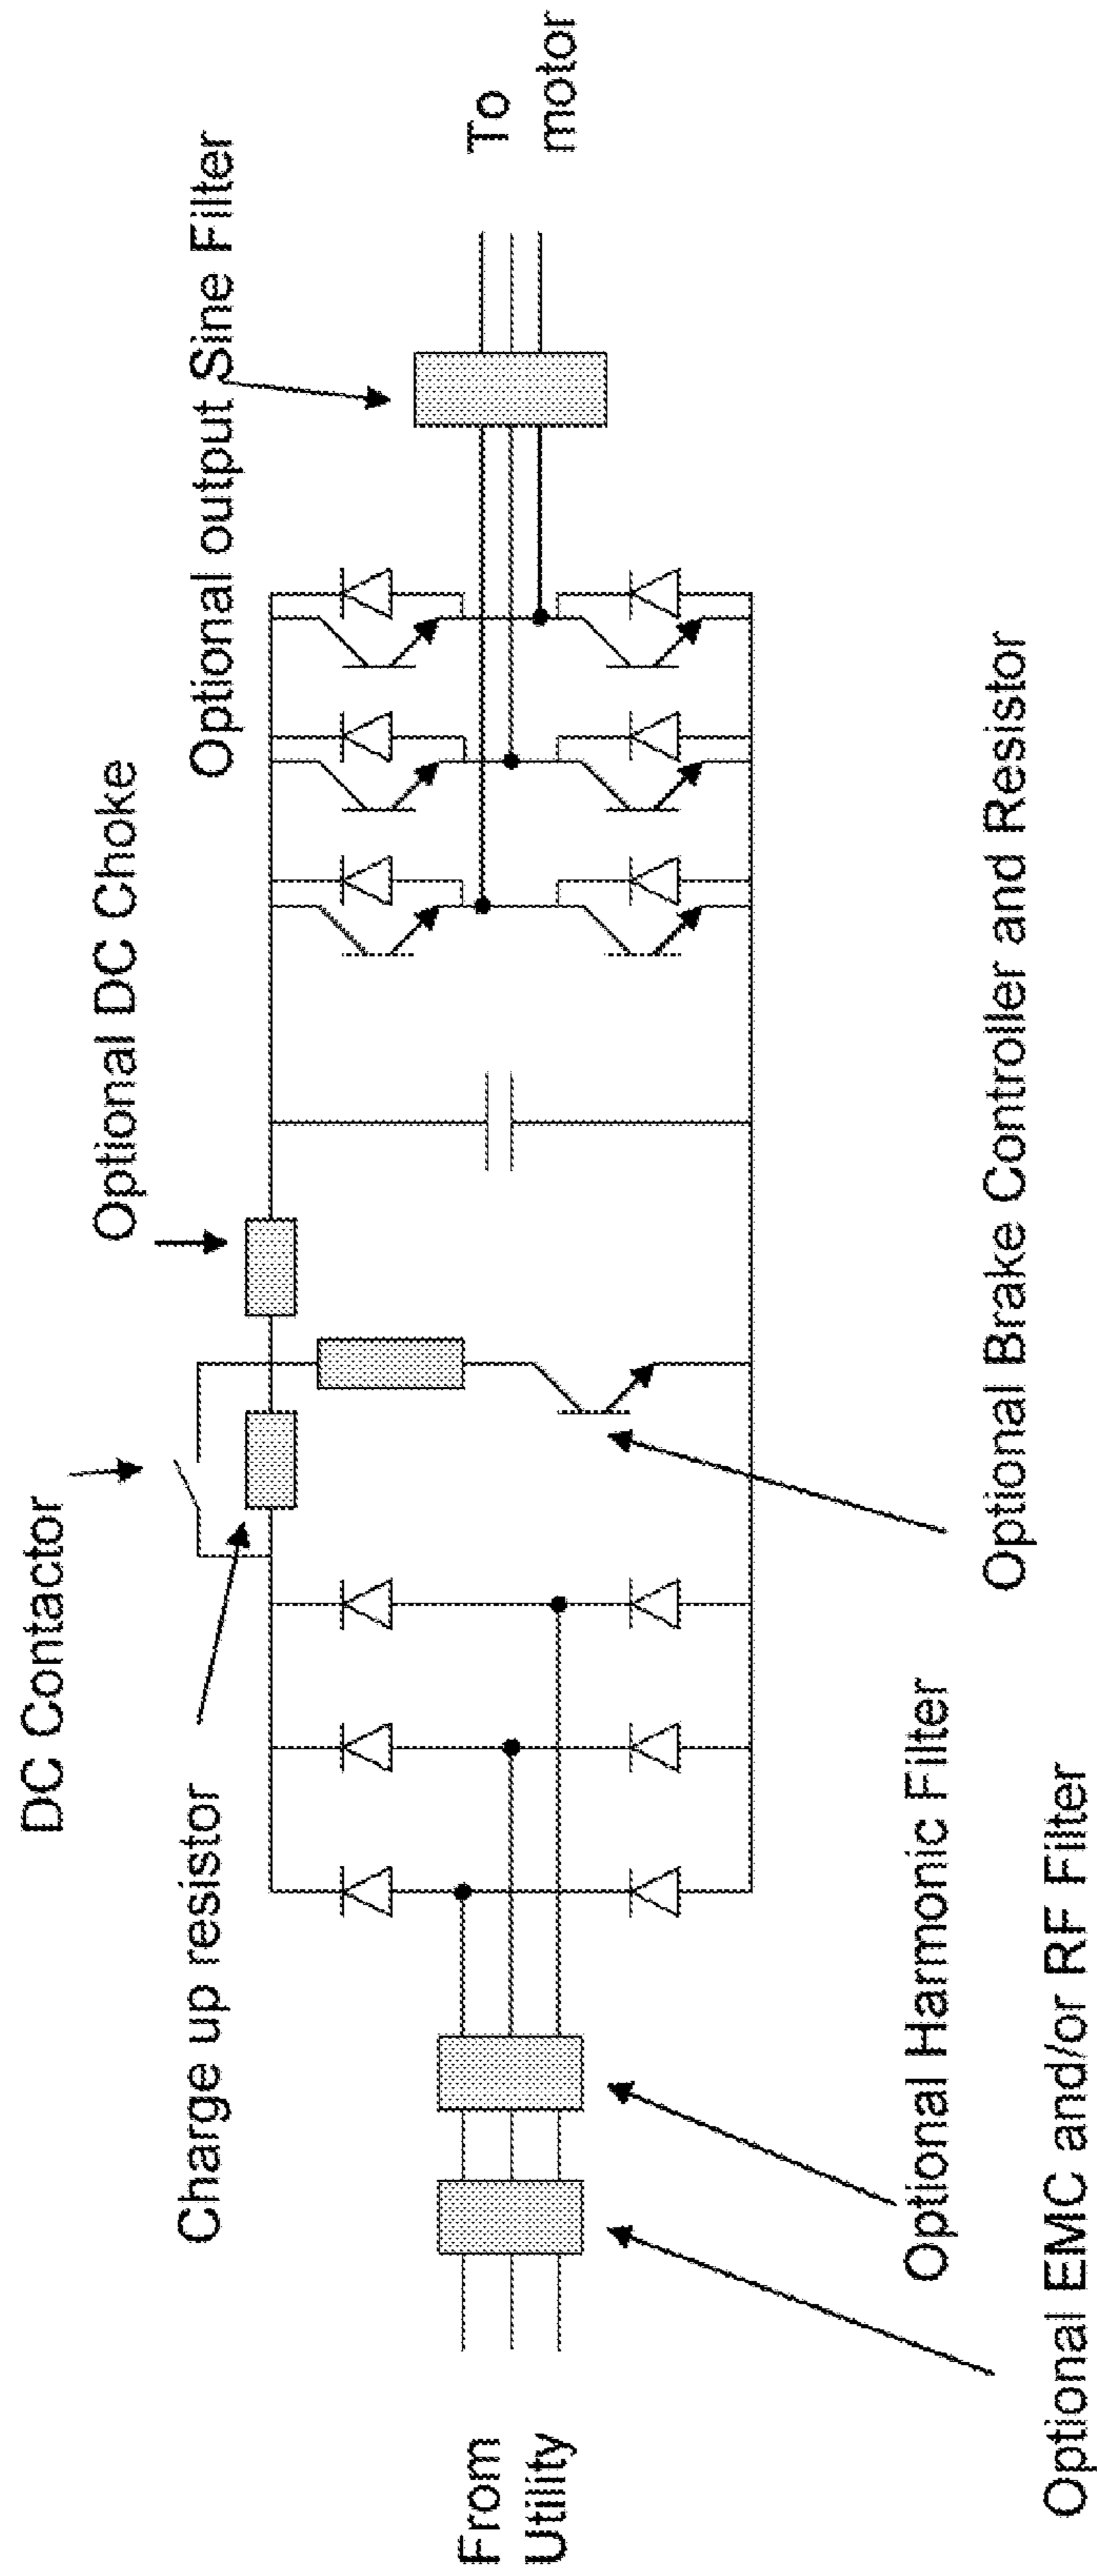 DC Contactor
Optional DC Choke
Charge up resistor
Optional output Sine Filter
From
Utility
To
motor
Optional Harmonic Filter
Optional Brake Controller and Resistor
Optional EMC and/or RF Filter